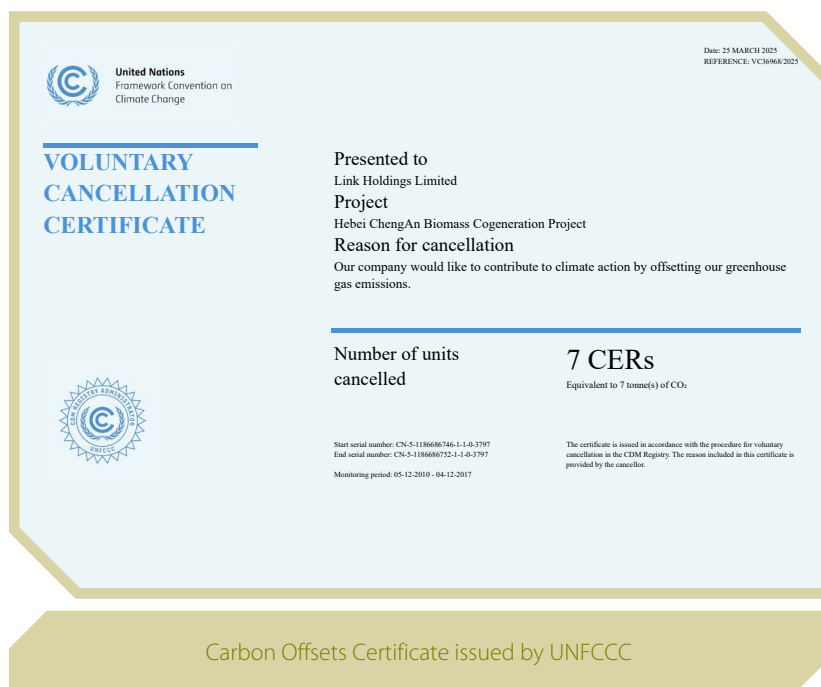 Date: 25 MARCH 2025
REFERENCE: VC36968/2025
United Nations
Framework Convention on
Climate Change
VOLUNTARY
CANCELLATION
CERTIFICATE
Presented to
Link Holdings Limited
Project
Hebei ChengAn Biomass Cogeneration Project
Reason for cancellation
Our company would like to contribute to climate action by offsetting our greenhouse
gas emissions.
Number of units
cancelled
7 CERs
Equivalent to 7 tonne(s) of CO₂
CDM REGISTRY ADMINISTRATOR
UNFCCC
Start serial number: CN-5-1186686746-1-1-0-3797
End serial number: CN-5-1186686752-1-1-0-3797
Monitoring period: 05-12-2010 - 04-12-2017
The certificate is issued in accordance with the procedure for voluntary
cancellation in the CDM Registry. The reason included in this certificate is
provided by the cancellor.
Carbon Offsets Certificate issued by UNFCCC